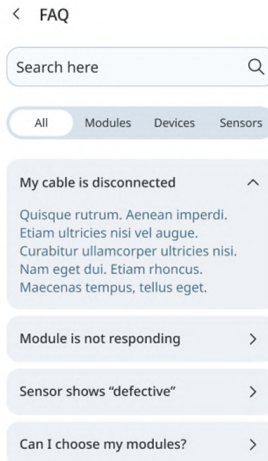 FAQ
Search here
All Modules Devices Sensors
My cable is disconnected
Quisque rutrum. Aenean imperdi.
Etiam ultricies nisi vel augue.
Curabitur ullamcorper ultricies nisi.
Nam eget dui. Etiam rhoncus.
Maecenas tempus, tellus eget.
Module is not responding
Sensor shows “defective”
Can I choose my modules?